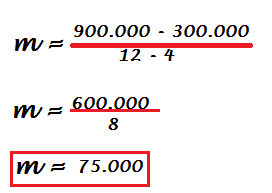 m = 900.000 - 300.000
12 - 4
m = 600.000
8
m = 75.000